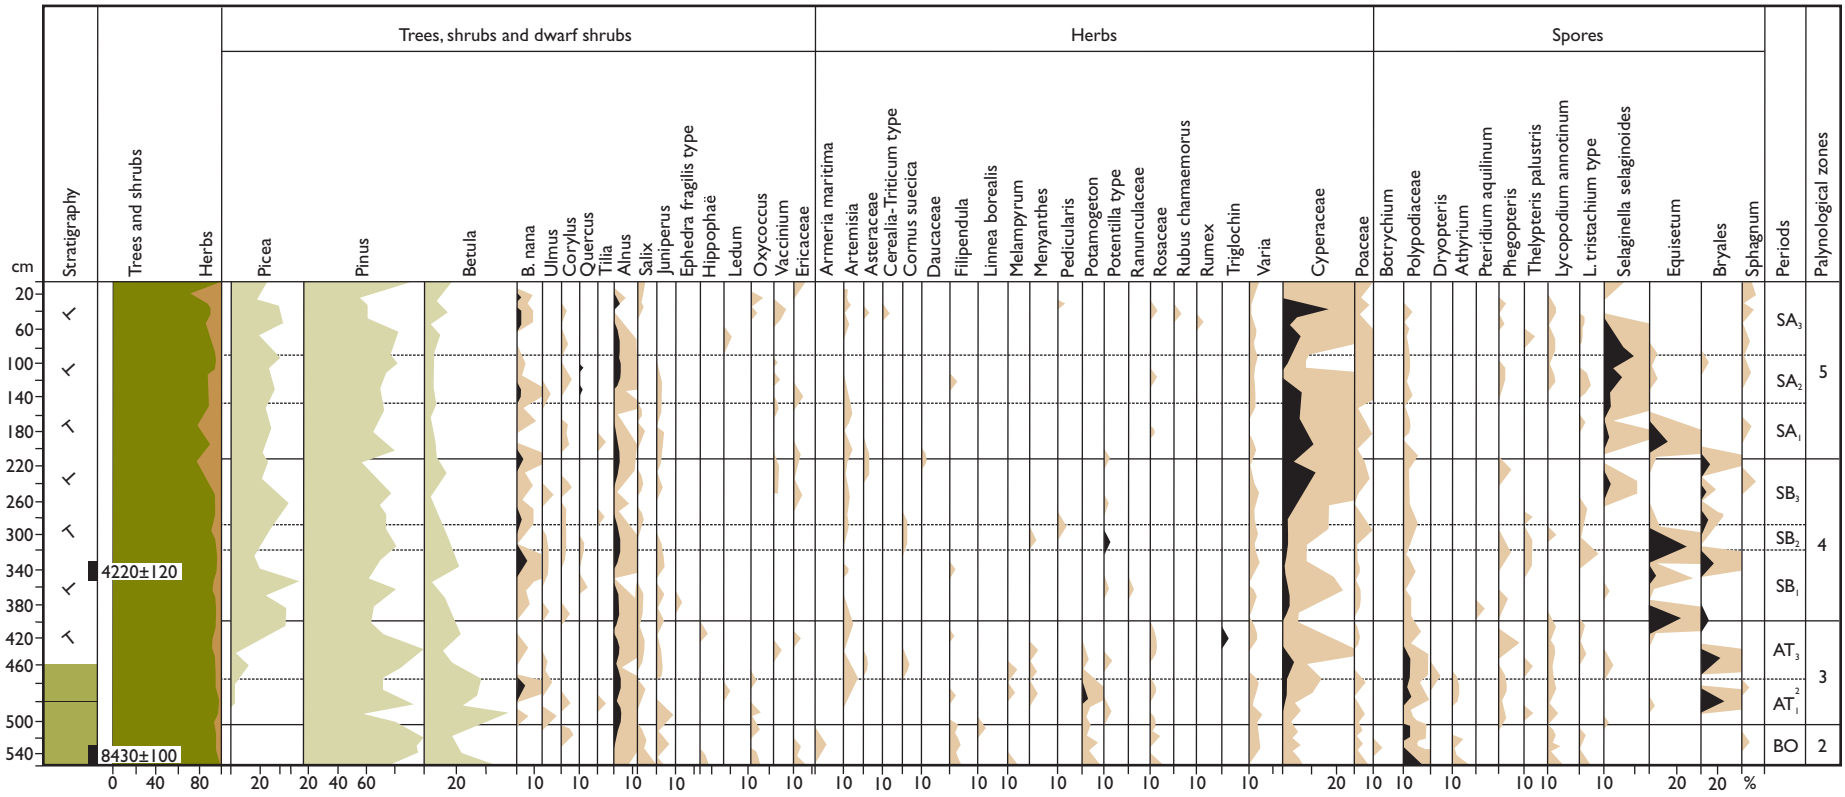 Trees, shrubs and dwarf shrubs
Herbs
Spores
cm
Stratigraphy
Trees and shrubs
Herbs
Picea
Pinus
Betula
B. nana
Ulmus
Corylus
Quercus
Tilia
Alnus
Salix
Juniperus
Ephedra fragilis type
Hippophaë
Ledum
Oxycoccus
Vaccinium
Ericaceae
Armeria maritima
Artemisia
Asteraceae
Cerealia-Triticum type
Cornus suecica
Daucaceae
Filipendula
Linnea borealis
Melampyrum
Menyanthes
Pedicularis
Potamogeton
Potentilla type
Ranunculaceae
Rosaceae
Rubus chamaemorus
Rumex
Triglochin
Varia
Cyperaceae
Poaceae
Botrychium
Polypodiaceae
Dryopteris
Athyrium
Pteridium aquilinum
Phegopteris
Thelypteris palustris
Lycopodium annotinum
L. tristachium type
Selaginella selaginoides
Equisetum
Bryales
Sphagnum
Periods
Palynological zones
20
60
100
140
180
220
260
300
340
380
420
460
500
540
4220±120
8430±100
SA3
SA2
SA1
SB3
SB2
SB1
AT3
AT2 1
BO
5
4
3
2
0 40 80 20 20 40 60 20 10 10 10 10 10 10 10 10 10 10 10 10 10 10 10 10 10 10 10 20 10 10 10 10 10 10 10 20 20 %